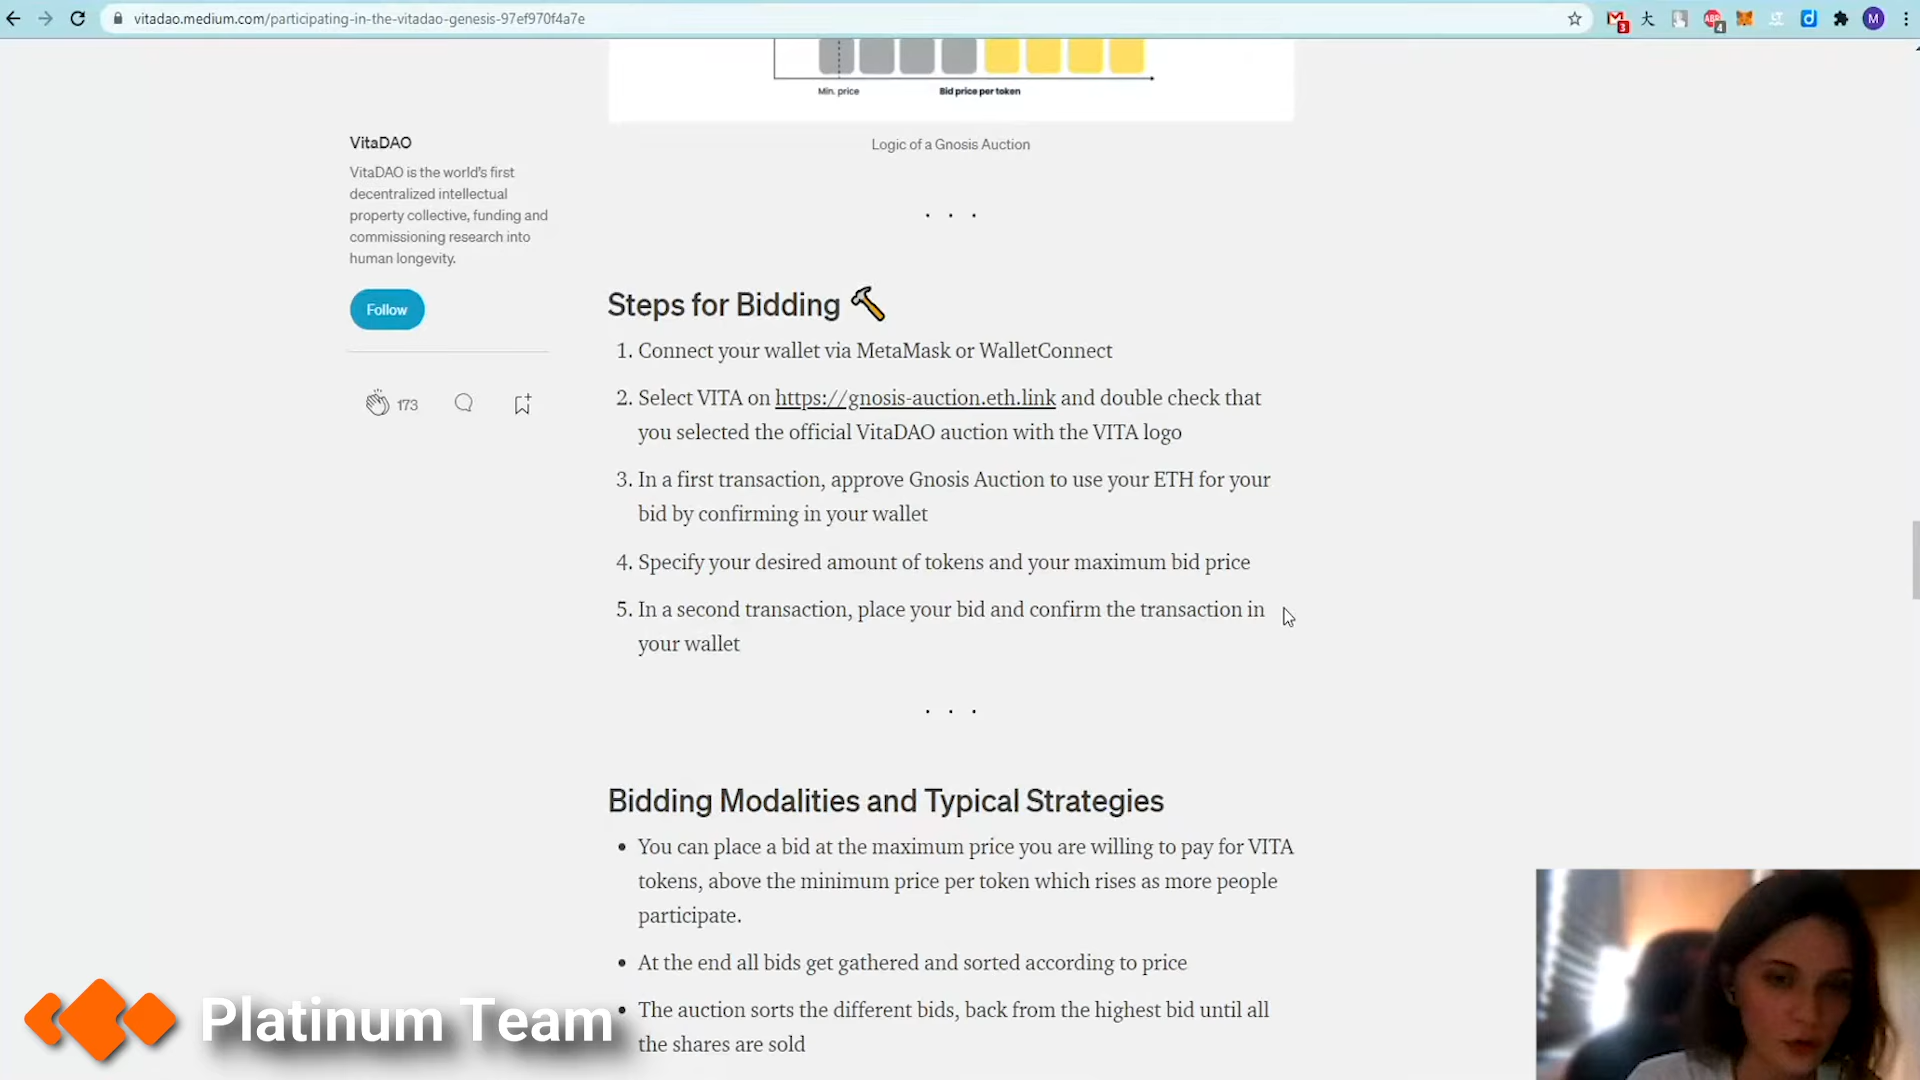 vitadao.medium.com/participating-in-the-vitadao-genesis-97ef970f4a7e
3
大
4
M
Min. price
Bid price per token
Logic of a Gnosis Auction
VitaDAO
VitaDAO is the world's first
decentralized intellectual
property collective, funding and
commissioning research into
human longevity.
Follow
173
. . .
Steps for Bidding
1. Connect your wallet via MetaMask or WalletConnect
2. Select VITA on https://gnosis-auction.eth.link and double check that
you selected the official VitaDAO auction with the VITA logo
3. In a first transaction, approve Gnosis Auction to use your ETH for your
bid by confirming in your wallet
4. Specify your desired amount of tokens and your maximum bid price
5. In a second transaction, place your bid and confirm the transaction in
your wallet
. . .
Bidding Modalities and Typical Strategies
• You can place a bid at the maximum price you are willing to pay for VITA
tokens, above the minimum price per token which rises as more people
participate.
• At the end all bids get gathered and sorted according to price
• The auction sorts the different bids, back from the highest bid until all
the shares are sold
Platinum Team